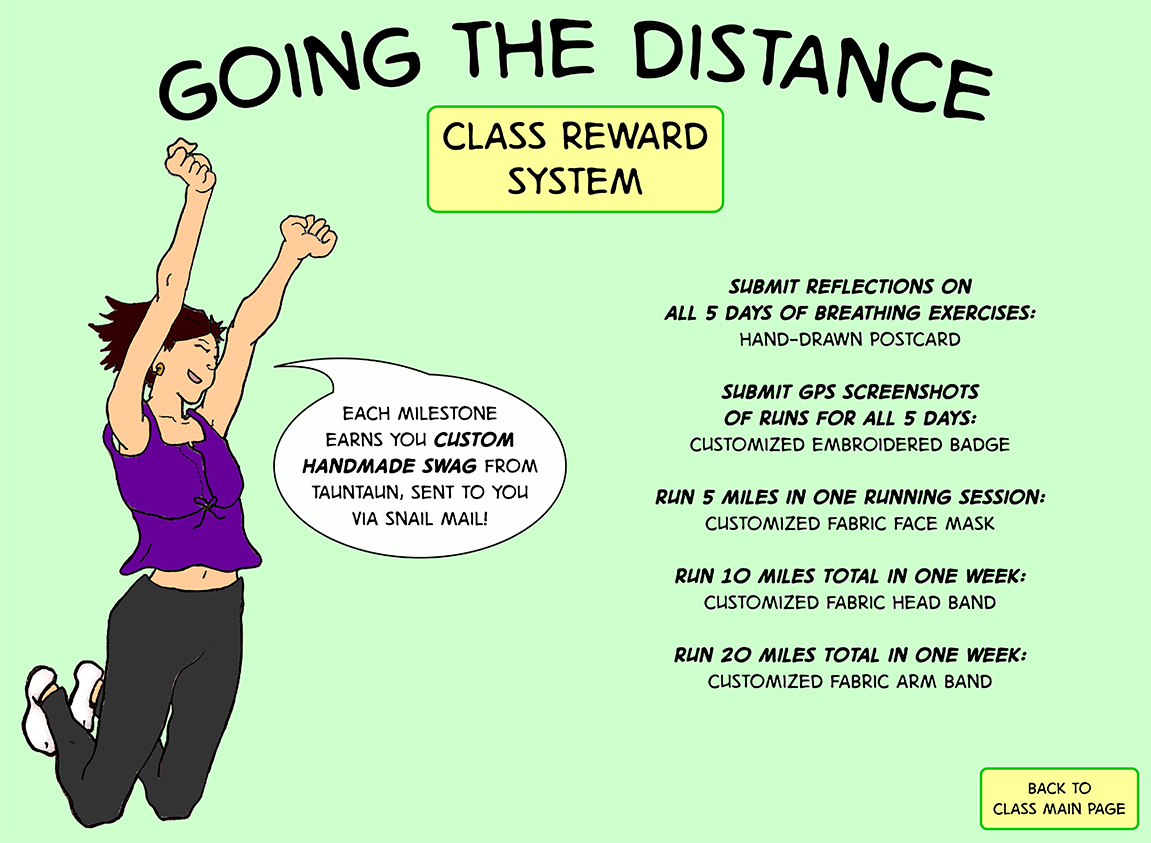 GOING THE DISTANCE
CLASS REWARD
SYSTEM
EACH MILESTONE
EARNS YOU CUSTOM
HANDMADE SWAG FROM
TAUNTAUN, SENT TO YOU
VIA SNAIL MAIL!
SUBMIT REFLECTIONS ON
ALL 5 DAYS OF BREATHING EXERCISES:
HAND-DRAWN POSTCARD
SUBMIT GPS SCREENSHOTS
OF RUNS FOR ALL 5 DAYS:
CUSTOMIZED EMBROIDERED BADGE
RUN 5 MILES IN ONE RUNNING SESSION:
CUSTOMIZED FABRIC FACE MASK
RUN 10 MILES TOTAL IN ONE WEEK:
CUSTOMIZED FABRIC HEAD BAND
RUN 20 MILES TOTAL IN ONE WEEK:
CUSTOMIZED FABRIC ARM BAND
BACK TO
CLASS MAIN PAGE